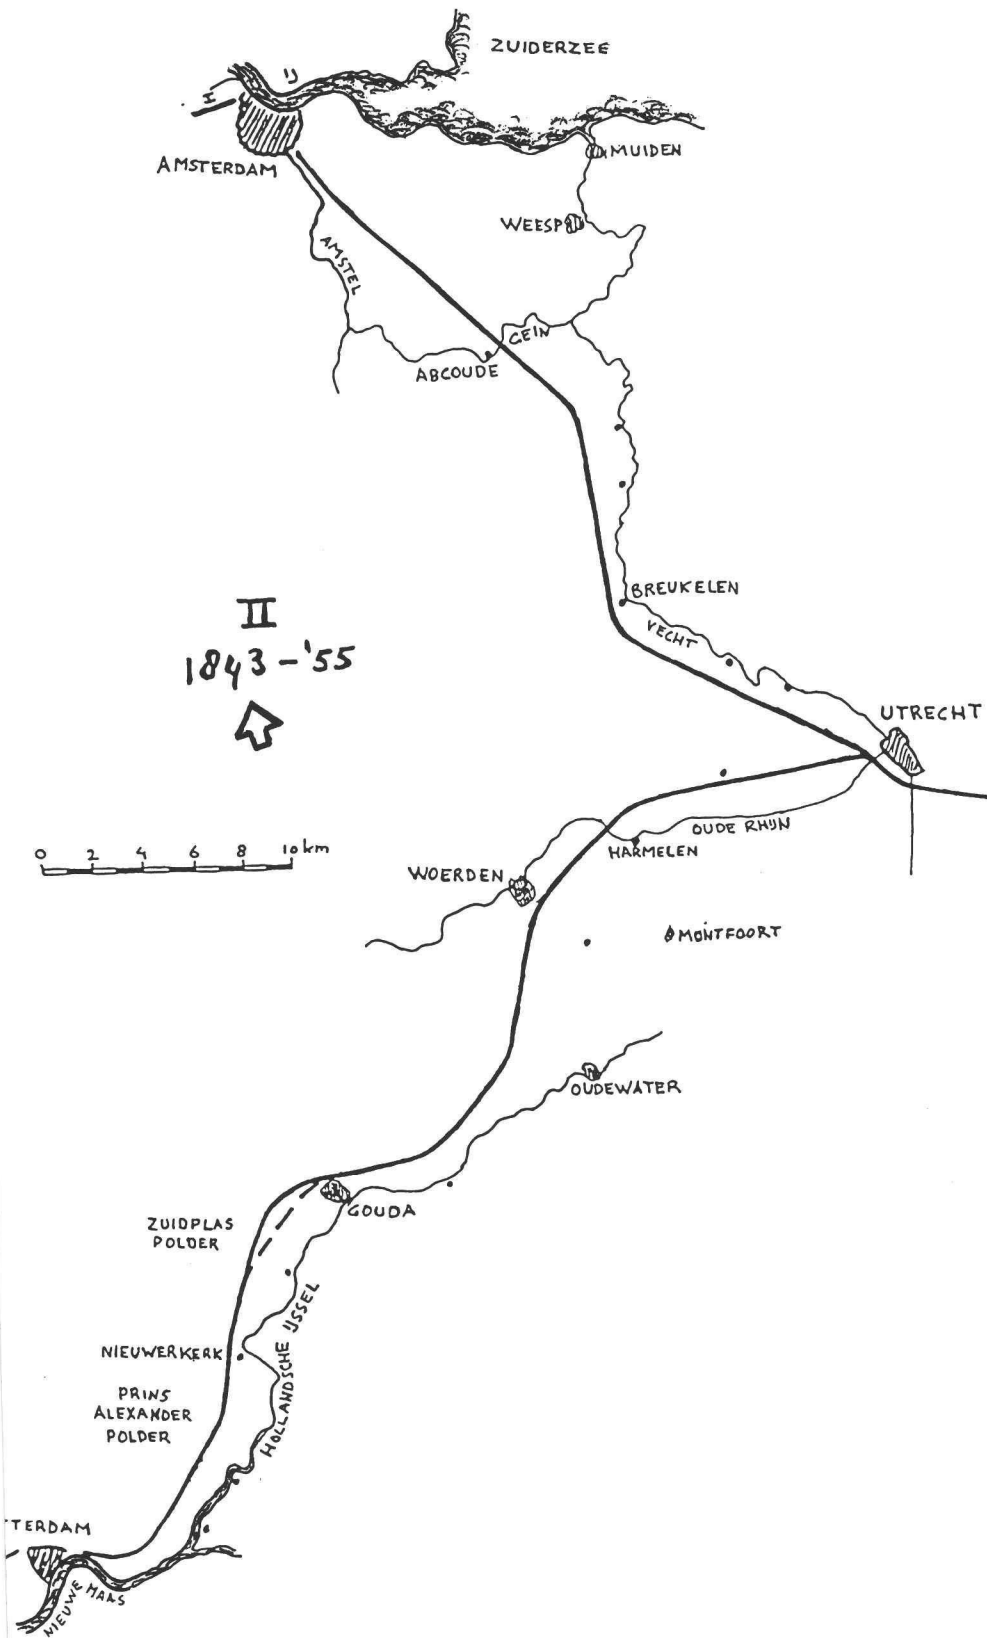 ZUIDERZEE
IJ
H
AMSTERDAM
MUIDEN
WEESP
AMSTEL
GEIN
ABCOUDE
BREUKELEN
VECHT
II
1843-'55
UTRECHT
OUDE RHIJN
HARMELEN
0 2 4 6 8 10 km
WOERDEN
MONTFOORT
OUDEWATER
GOUDA
ZUIDPLAS
POLDER
HOLLANDSCHE IJSSEL
NIEUWERKERK
PRINS
ALEXANDER
POLDER
TTERDAM
NIEUWE MAAS